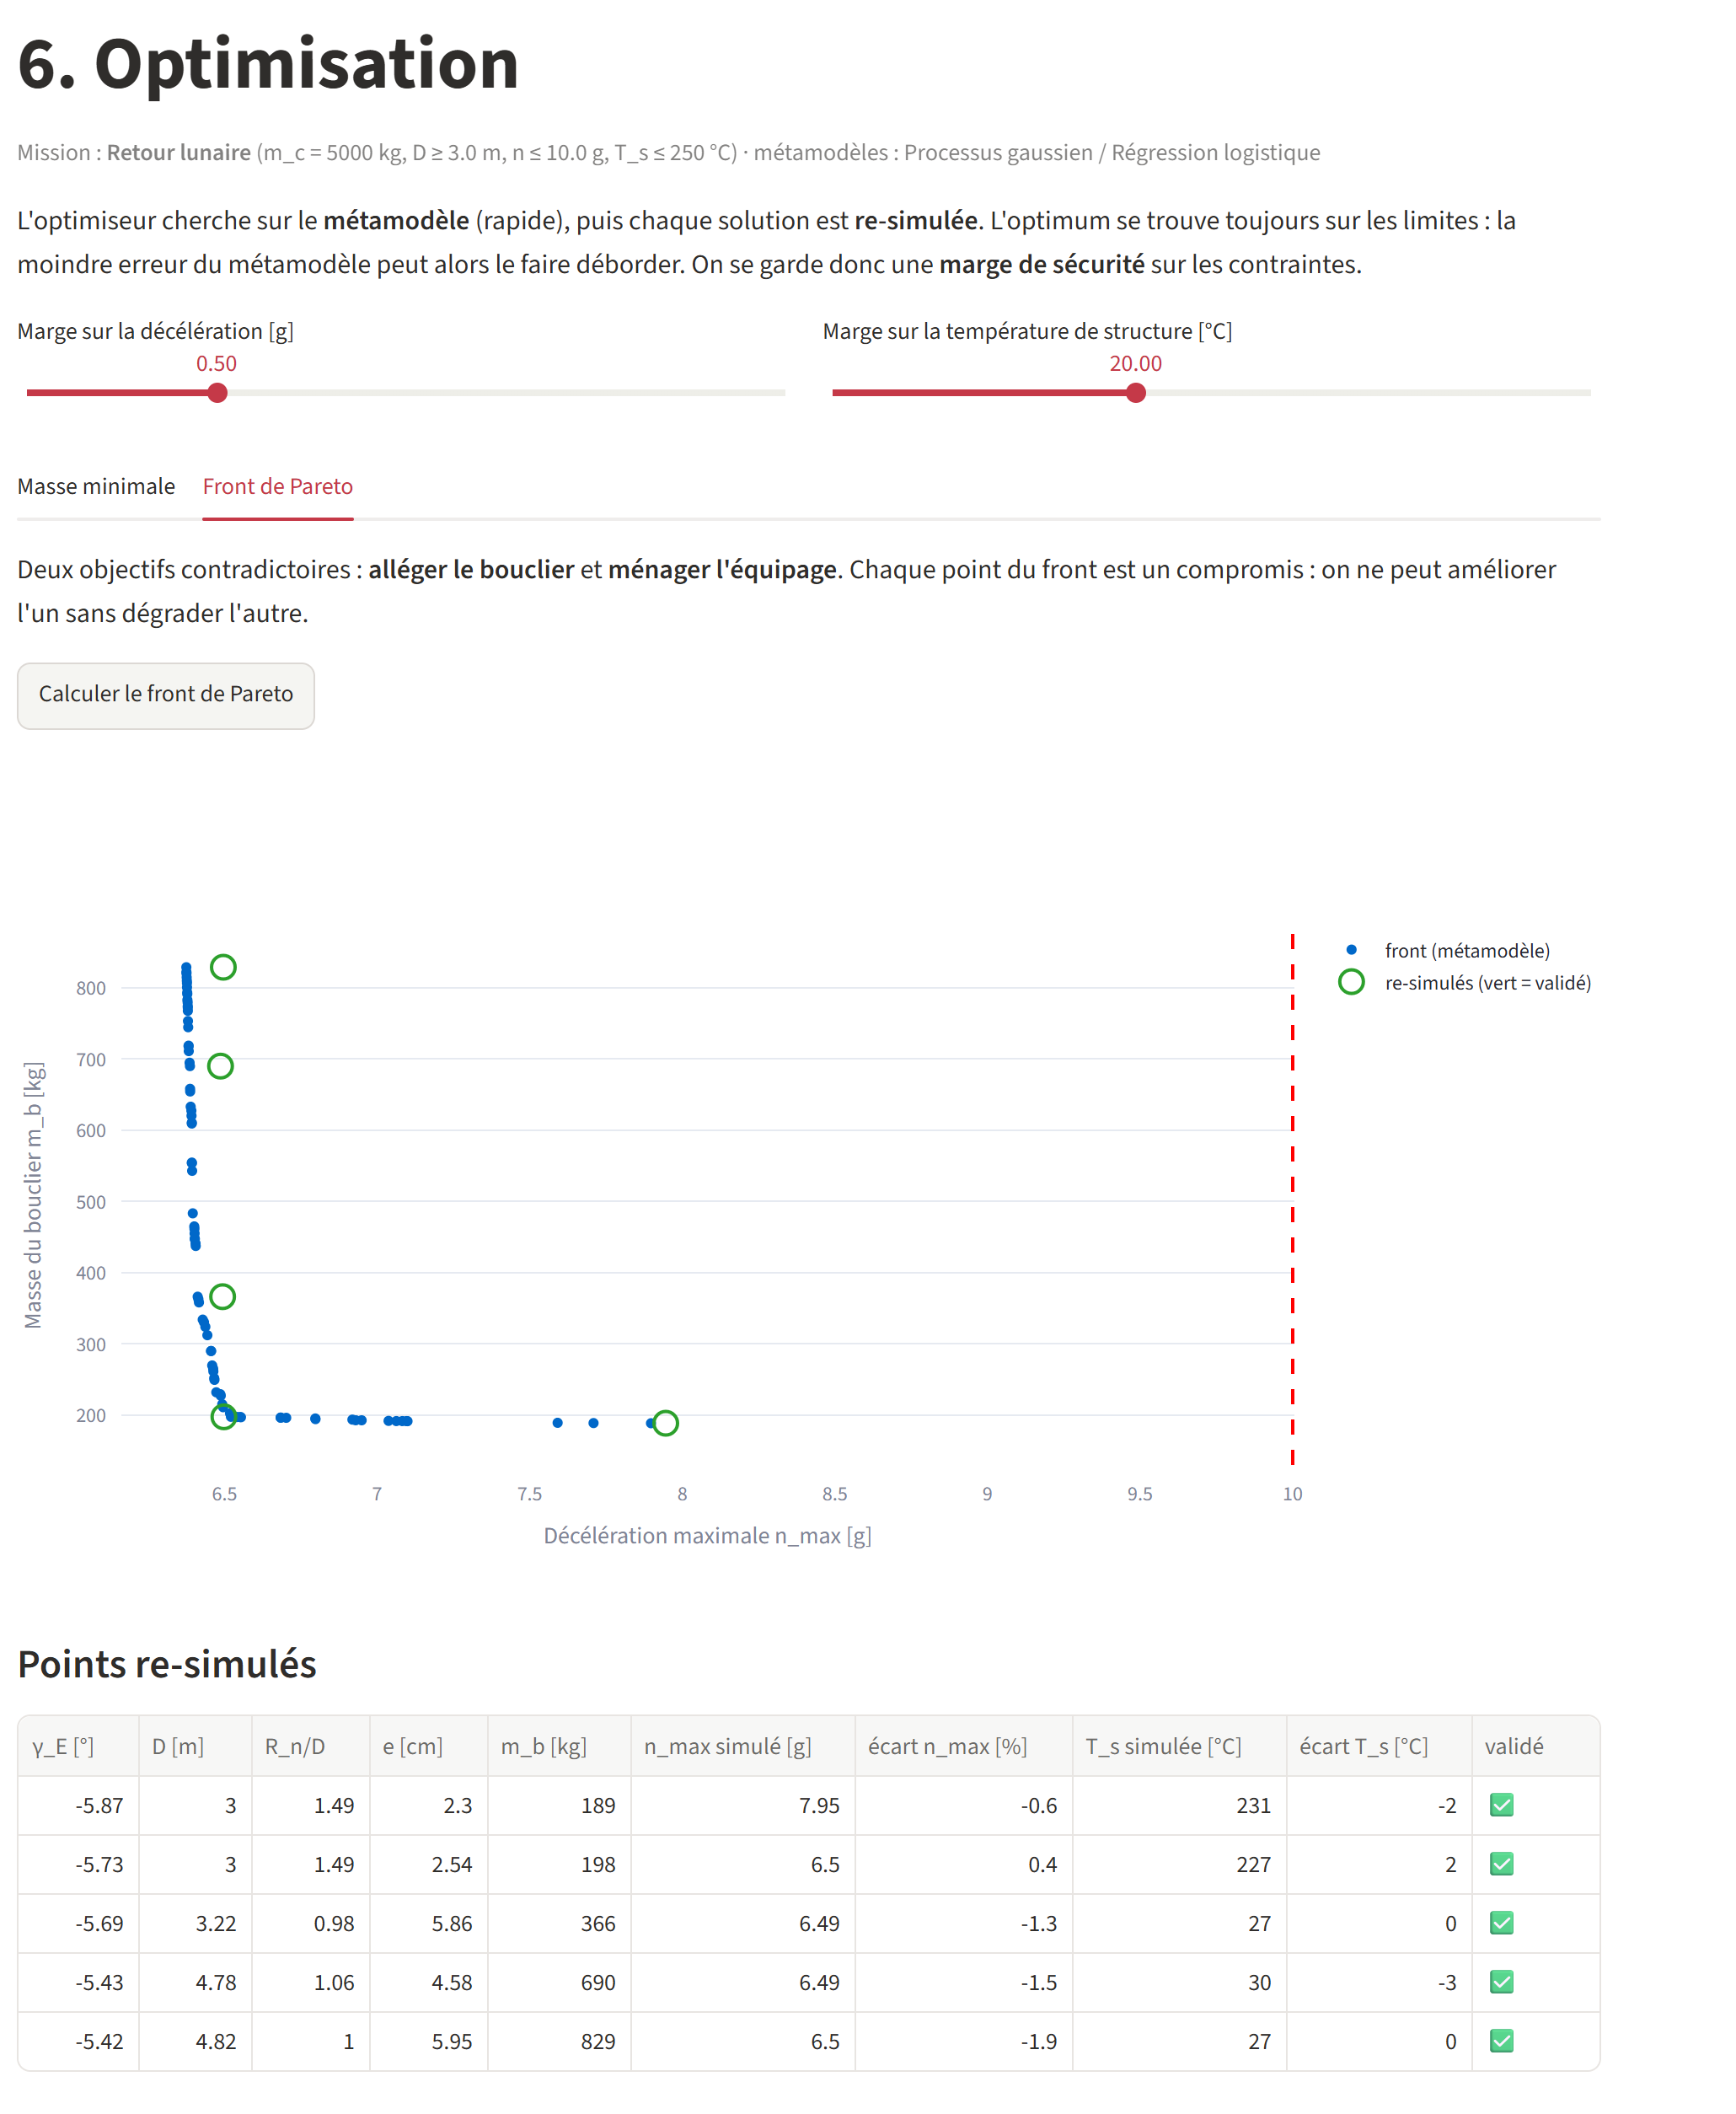 6. Optimisation
Mission : Retour lunaire (m_c = 5000 kg, D ≥ 3.0 m, n ≤ 10.0 g, T_s ≤ 250 °C) · métamodèles : Processus gaussien / Régression logistique
L'optimiseur cherche sur le métamodèle (rapide), puis chaque solution est re-simulée. L'optimum se trouve toujours sur les limites : la
moindre erreur du métamodèle peut alors le faire déborder. On se garde donc une marge de sécurité sur les contraintes.
Marge sur la décélération [g]
0.50
Marge sur la température de structure [°C]
20.00
Masse minimale Front de Pareto
Deux objectifs contradictoires : alléger le bouclier et ménager l'équipage. Chaque point du front est un compromis : on ne peut améliorer
l'un sans dégrader l'autre.
Calculer le front de Pareto
front (métamodèle)
re-simulés (vert = validé)
Masse du bouclier m_b [kg]
800
700
600
500
400
300
200
6.5 7 7.5 8 8.5 9 9.5 10
Décélération maximale n_max [g]
Points re-simulés
γ_E [°] D [m] R_n/D e [cm] m_b [kg] n_max simulé [g] écart n_max [%] T_s simulée [°C] écart T_s [°C] validé
-5.87 3 1.49 2.3 189 7.95 -0.6 231 -2 ✅
-5.73 3 1.49 2.54 198 6.5 0.4 227 2 ✅
-5.69 3.22 0.98 5.86 366 6.49 -1.3 27 0 ✅
-5.43 4.78 1.06 4.58 690 6.49 -1.5 30 -3 ✅
-5.42 4.82 1 5.95 829 6.5 -1.9 27 0 ✅